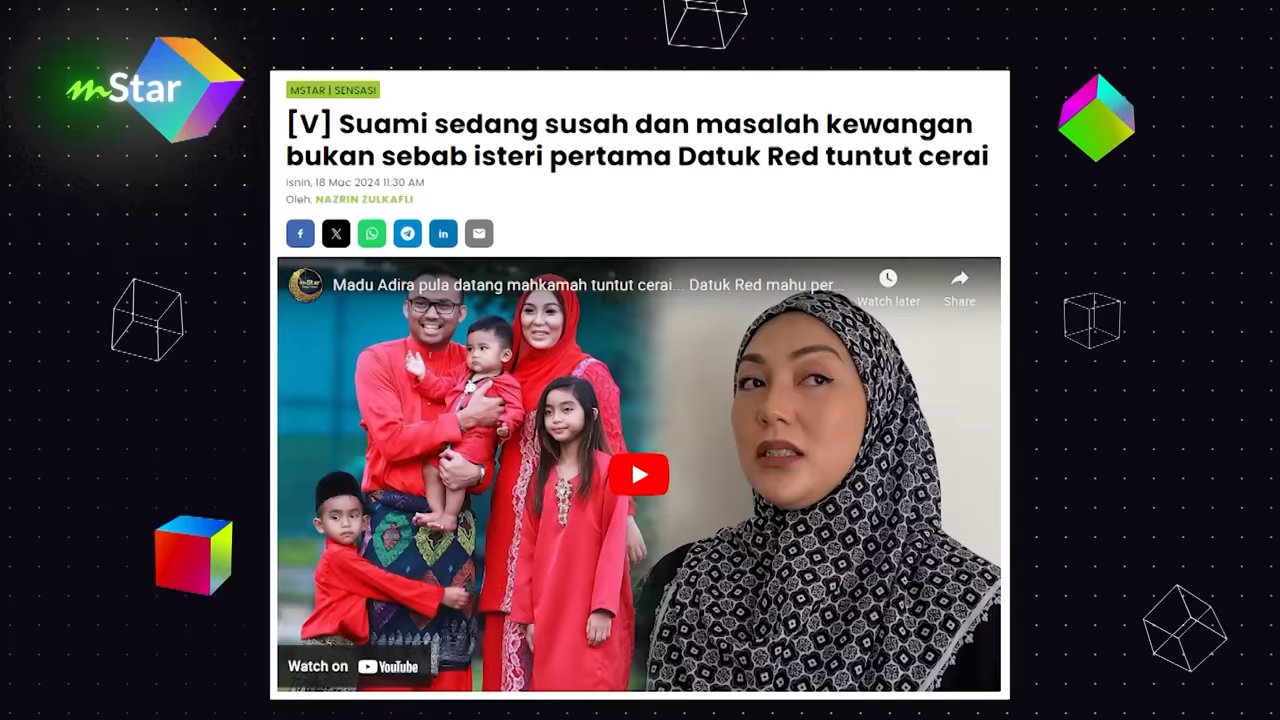 mStar
MSTAR | SENSASI
[V] Suami sedang susah dan masalah kewangan
bukan sebab isteri pertama Datuk Red tuntut cerai
Isnin, 18 Mac 2024 11:30 AM
Oleh: NAZRIN ZULKAFLI
Madu Adira pula datang mahkamah tuntut cerai... Datuk Red mahu per...
Watch later
Share
Watch on YouTube